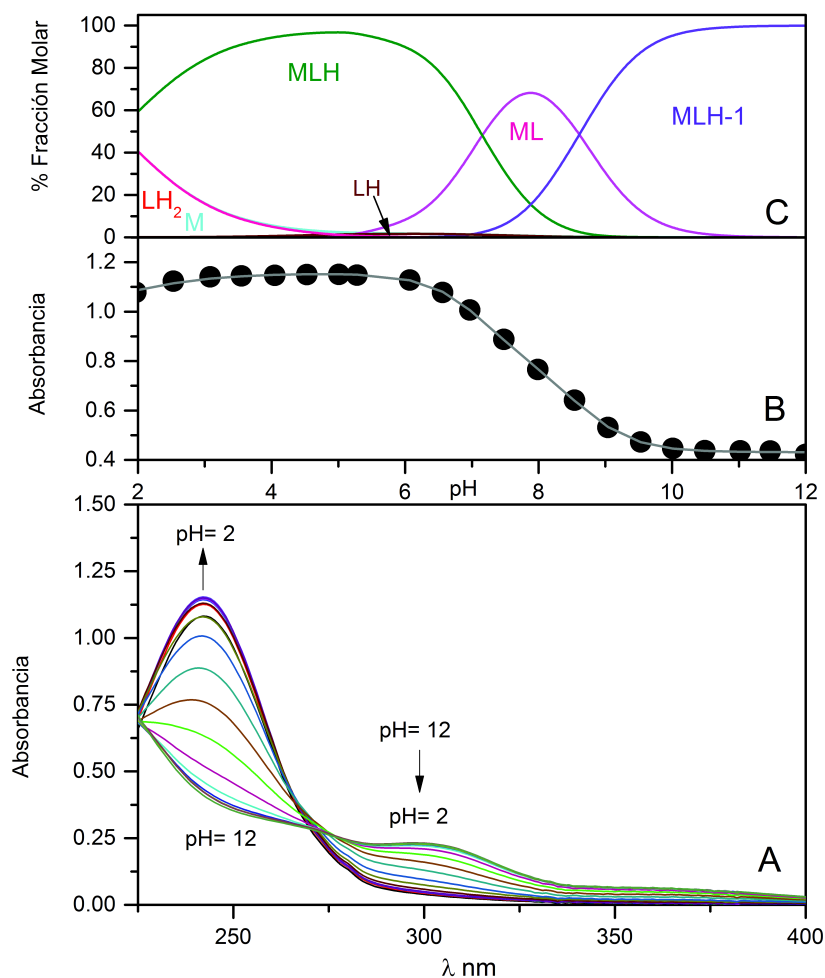 100
80
60
40
20
0
% Fracción Molar
MLH
ML
MLH-1
LH2
M
LH
C
1.2
1.0
0.8
0.6
0.4
Absorbancia
B
2 4 6 pH 8 10 12
1.50
1.25
1.00
0.75
0.50
0.25
0.00
Absorbancia
pH= 2
pH= 12
pH= 12
pH= 2
A
250 300 350 400
λ nm